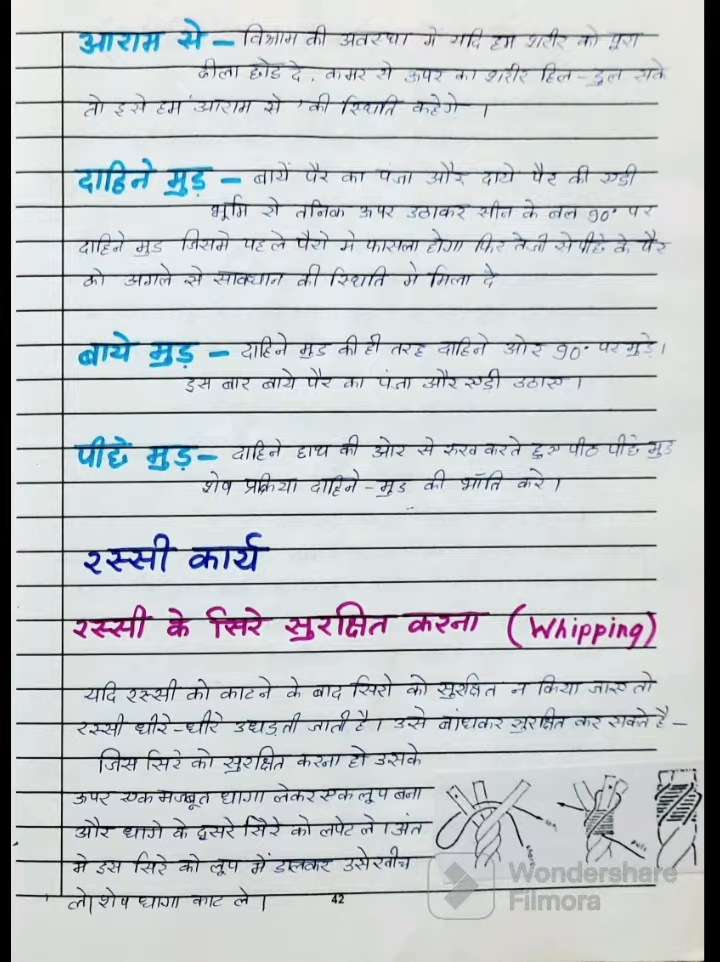 आराम से – विश्राम की अवस्था में यदि हम शरीर को पूरा
ढीला छोड दे, कमर से ऊपर का शरीर हिल-डुल सके
तो इसे हम 'आराम से' की स्थिति कहेगे ।
दाहिने मुड़ – बायें पैर का पंजा और दाये पैर की एडी
भूमि से तनिक ऊपर उठाकर सीन के बल 90° पर
दाहिने मुड जिसमे पहले पैरो मे फासला होगा फिर तेजी से पीछे के पैर
को अगले से सावधान की स्थिति मे मिला दे
बाये मुड़ – दाहिने मुड की ही तरह दाहिने ओर 90° पर मुड़े।
इस बार बाये पैर का पंजा और एडी उठाए ।
पीछे मुड़ – दाहिने हाथ की ओर से रुख करते हुए पीठ पीछे मुड
शेष प्रक्रिया दाहिने-मुड की भाँति करे ।
रस्सी कार्य
रस्सी के सिरे सुरक्षित करना (Whipping)
यदि रस्सी को काटने के बाद सिरो को सुरक्षित न किया जाए तो
रस्सी धीरे-धीरे उधड़ती जाती है। उसे बांधकर सुरक्षित कर सकते है –
जिस सिरे को सुरक्षित करना हो उसके
ऊपर एक मजबूत धागा लेकर एक लूप बना
और धागे के दूसरे सिरे को लपेट ले । अंत
मे इस सिरे को लूप में डालकर उसे खीच
ले। शेष धागा काट ले ।
42
Wondershare
Filmora